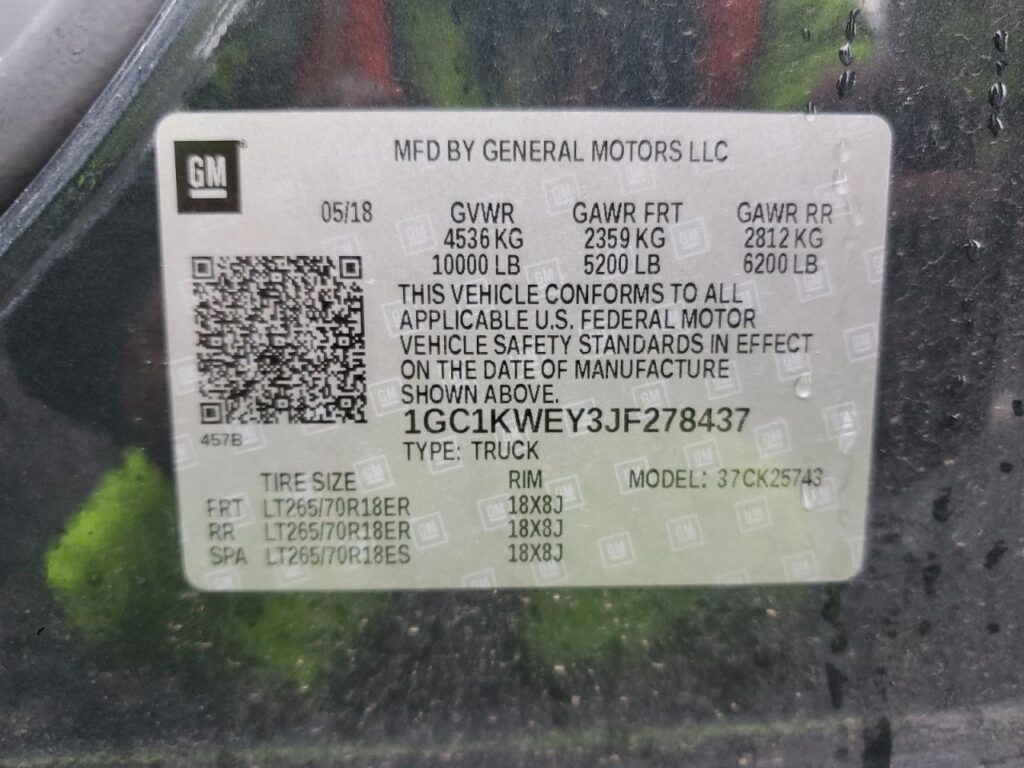 GM
MFD BY GENERAL MOTORS LLC
05/18 GVWR GAWR FRT GAWR RR
4536 KG 2359 KG 2812 KG
10000 LB 5200 LB 6200 LB
THIS VEHICLE CONFORMS TO ALL
APPLICABLE U.S. FEDERAL MOTOR
VEHICLE SAFETY STANDARDS IN EFFECT
ON THE DATE OF MANUFACTURE
SHOWN ABOVE.
457B
1GC1KWEY3JF278437
TYPE: TRUCK
TIRE SIZE RIM MODEL: 37CK25743
FRT LT265/70R18ER 18X8J
RR LT265/70R18ER 18X8J
SPA LT265/70R18ES 18X8J